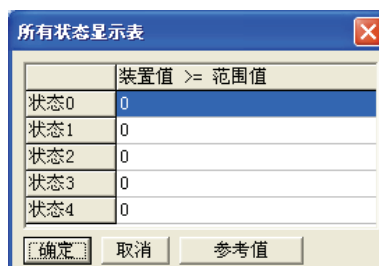 所有状态显示表
装置值 >= 范围值
状态0 0
状态1 0
状态2 0
状态3 0
状态4 0
确定 取消 参考值